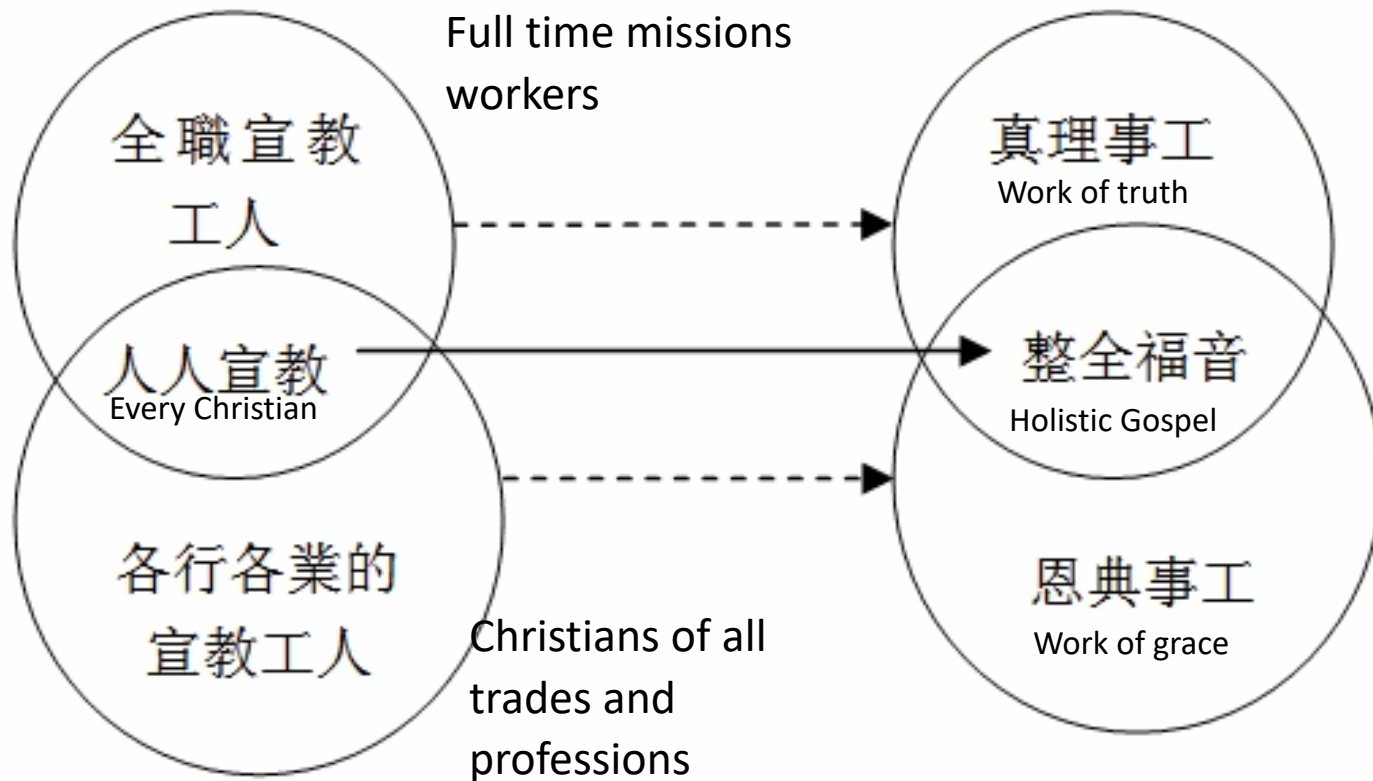 Full time missions
workers
全職宣教
工人
真理事工
Work of truth
人人宣教
Every Christian
整全福音
Holistic Gospel
各行各業的
宣教工人
恩典事工
Work of grace
Christians of all
trades and
professions